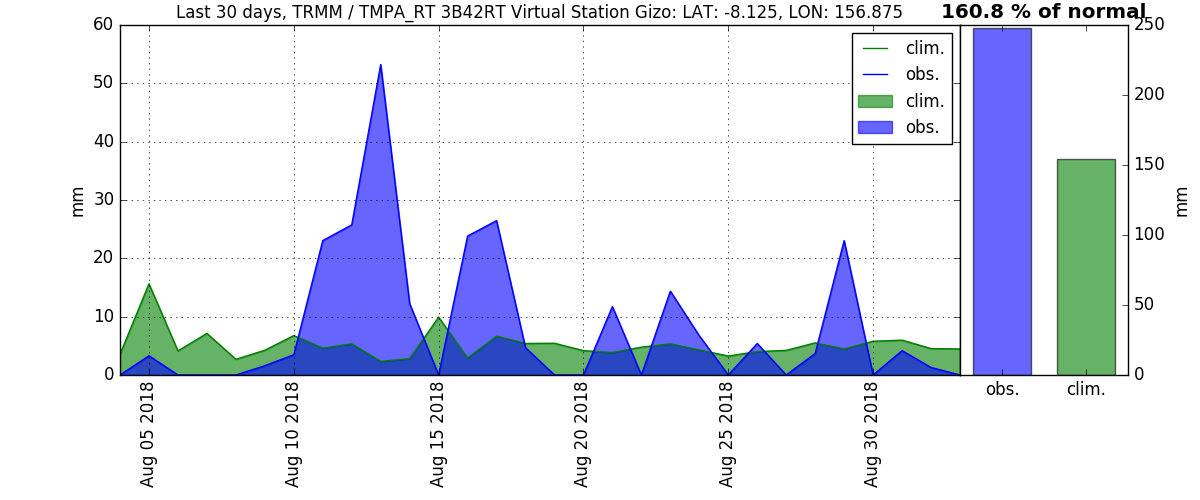 Last 30 days, TRMM / TMPA_RT 3B42RT Virtual Station Gizo: LAT: -8.125, LON: 156.875
160.8 % of normal
60
50
40
30
20
10
0
mm
clim.
obs.
clim.
obs.
Aug 05 2018
Aug 10 2018
Aug 15 2018
Aug 20 2018
Aug 25 2018
Aug 30 2018
250
200
150
100
50
0
mm
obs.
clim.